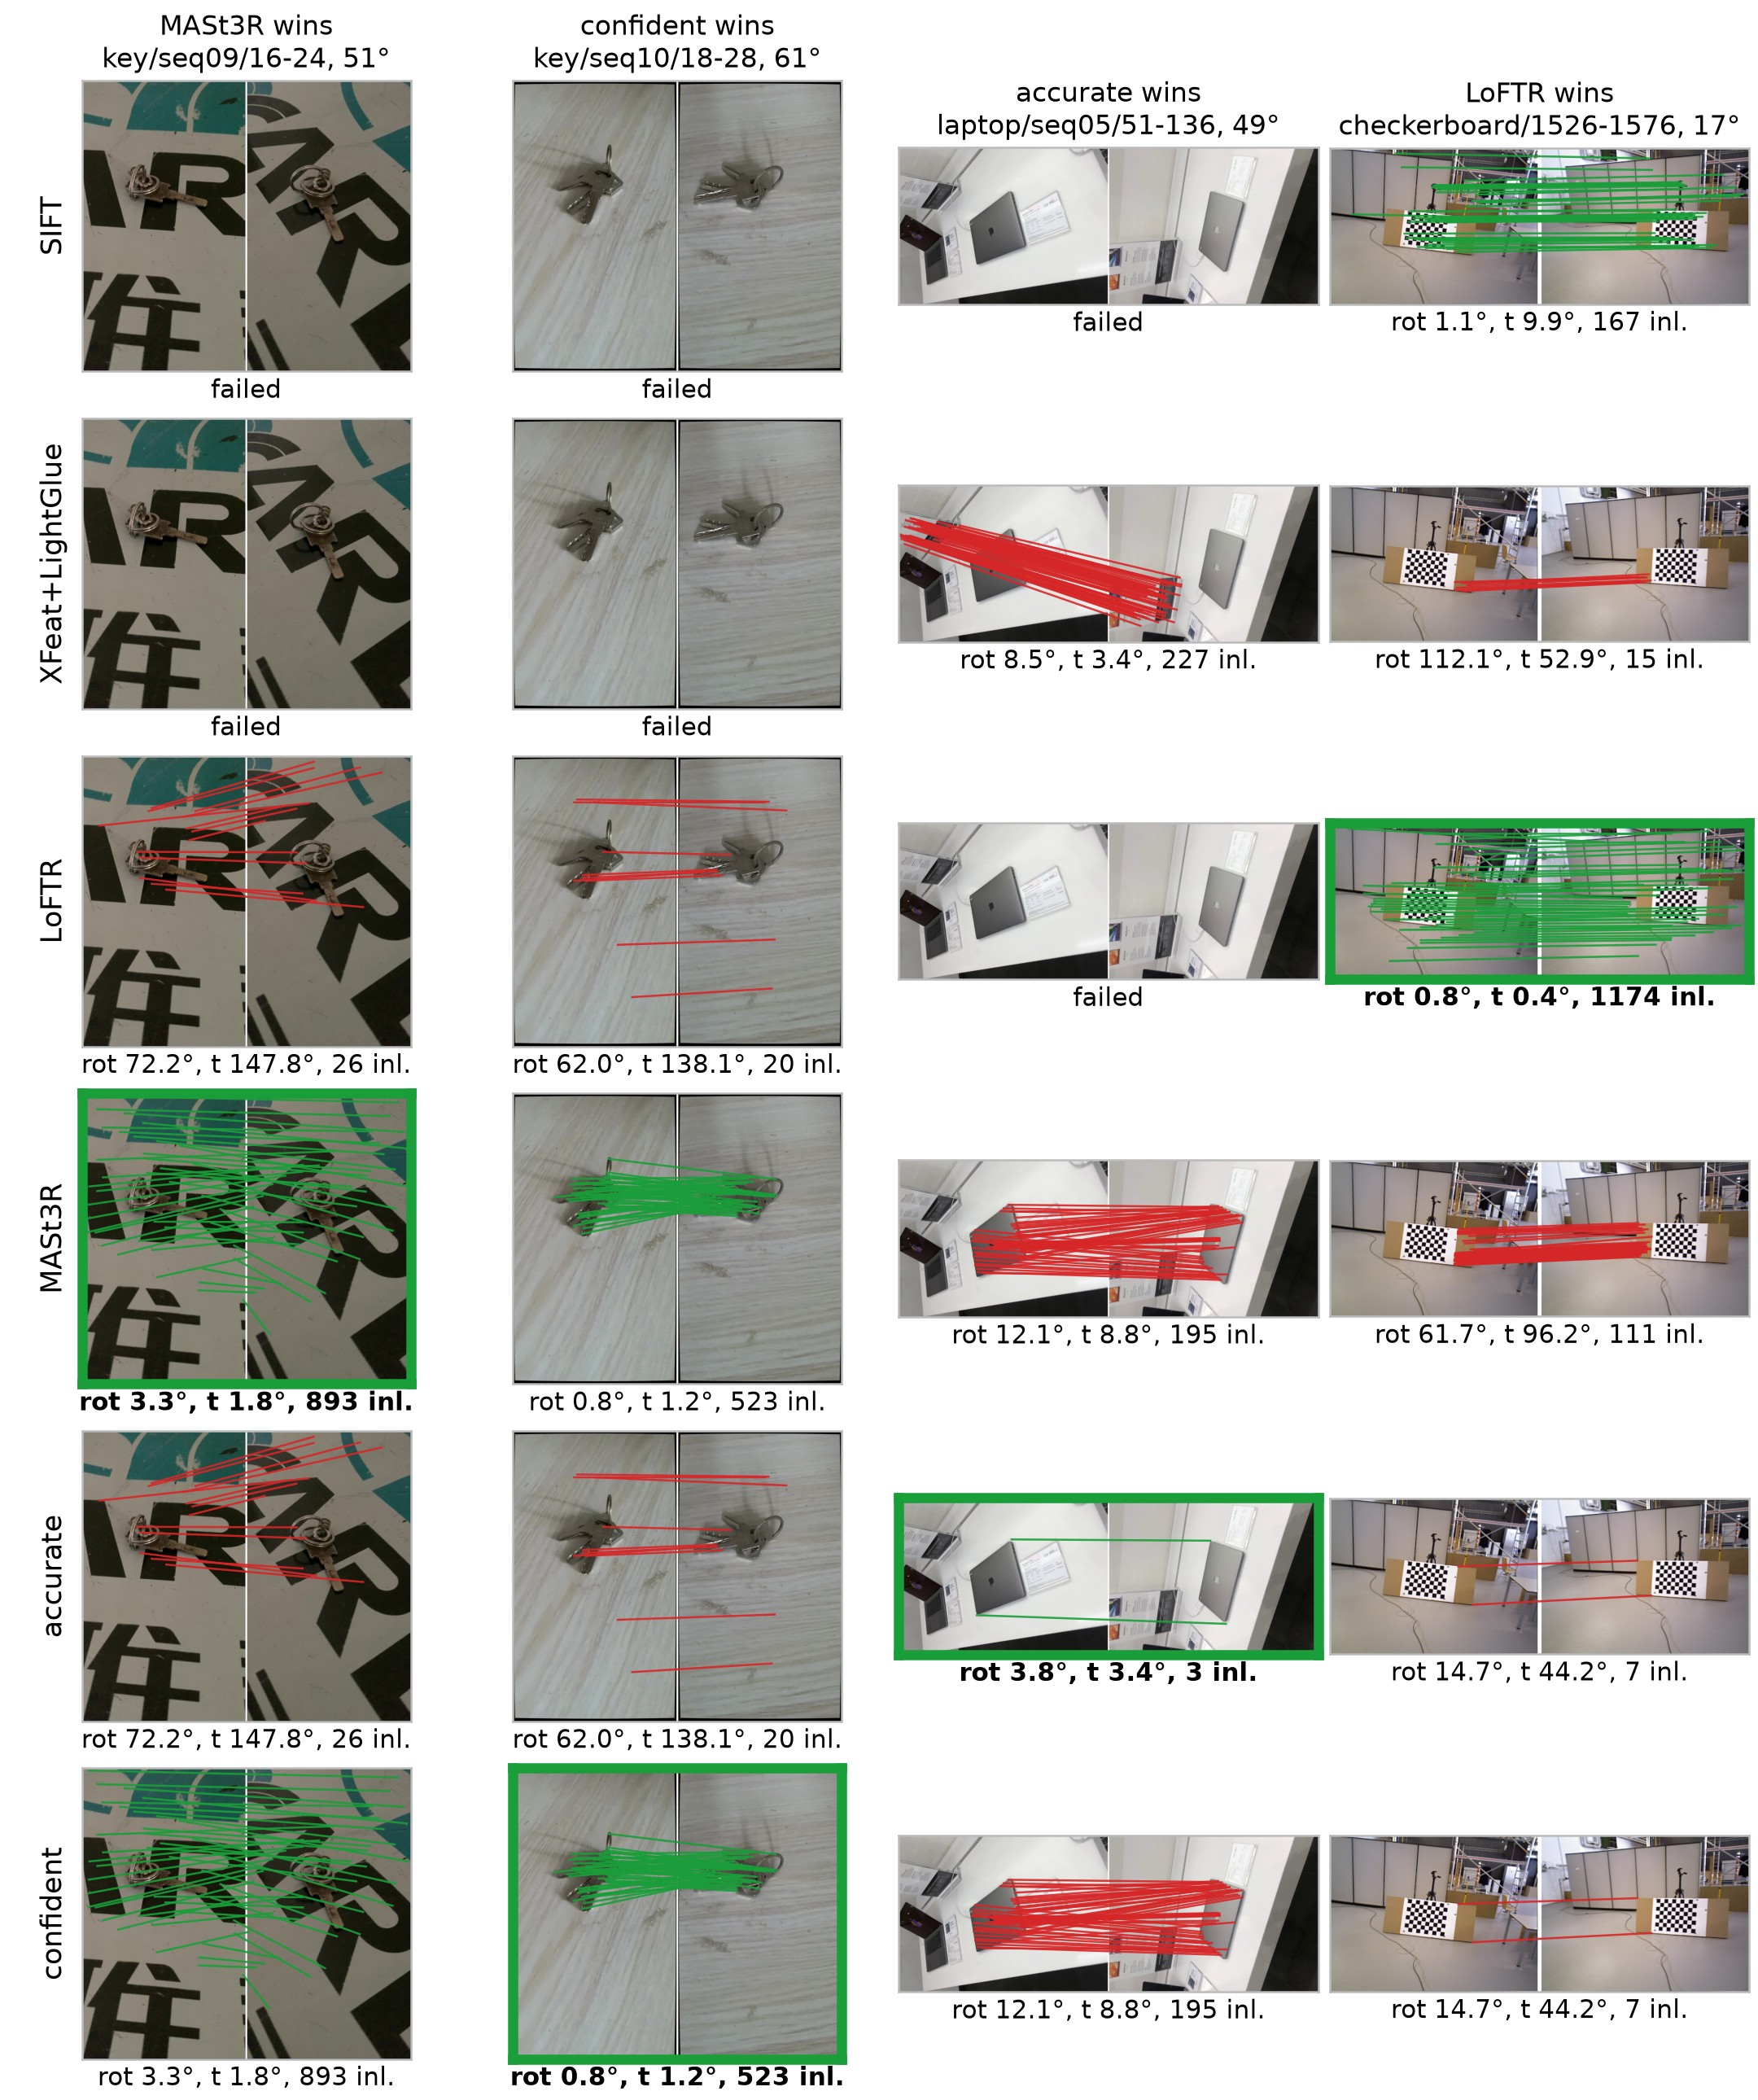 MASt3R wins
key/seq09/16-24, 51°
confident wins
key/seq10/18-28, 61°
accurate wins
laptop/seq05/51-136, 49°
LoFTR wins
checkerboard/1526-1576, 17°
SIFT
failed
failed
failed
rot 1.1°, t 9.9°, 167 inl.
XFeat+LightGlue
failed
failed
rot 8.5°, t 3.4°, 227 inl.
rot 112.1°, t 52.9°, 15 inl.
LoFTR
rot 72.2°, t 147.8°, 26 inl.
rot 62.0°, t 138.1°, 20 inl.
failed
rot 0.8°, t 0.4°, 1174 inl.
MASt3R
rot 3.3°, t 1.8°, 893 inl.
rot 0.8°, t 1.2°, 523 inl.
rot 12.1°, t 8.8°, 195 inl.
rot 61.7°, t 96.2°, 111 inl.
accurate
rot 72.2°, t 147.8°, 26 inl.
rot 62.0°, t 138.1°, 20 inl.
rot 3.8°, t 3.4°, 3 inl.
rot 14.7°, t 44.2°, 7 inl.
confident
rot 3.3°, t 1.8°, 893 inl.
rot 0.8°, t 1.2°, 523 inl.
rot 12.1°, t 8.8°, 195 inl.
rot 14.7°, t 44.2°, 7 inl.